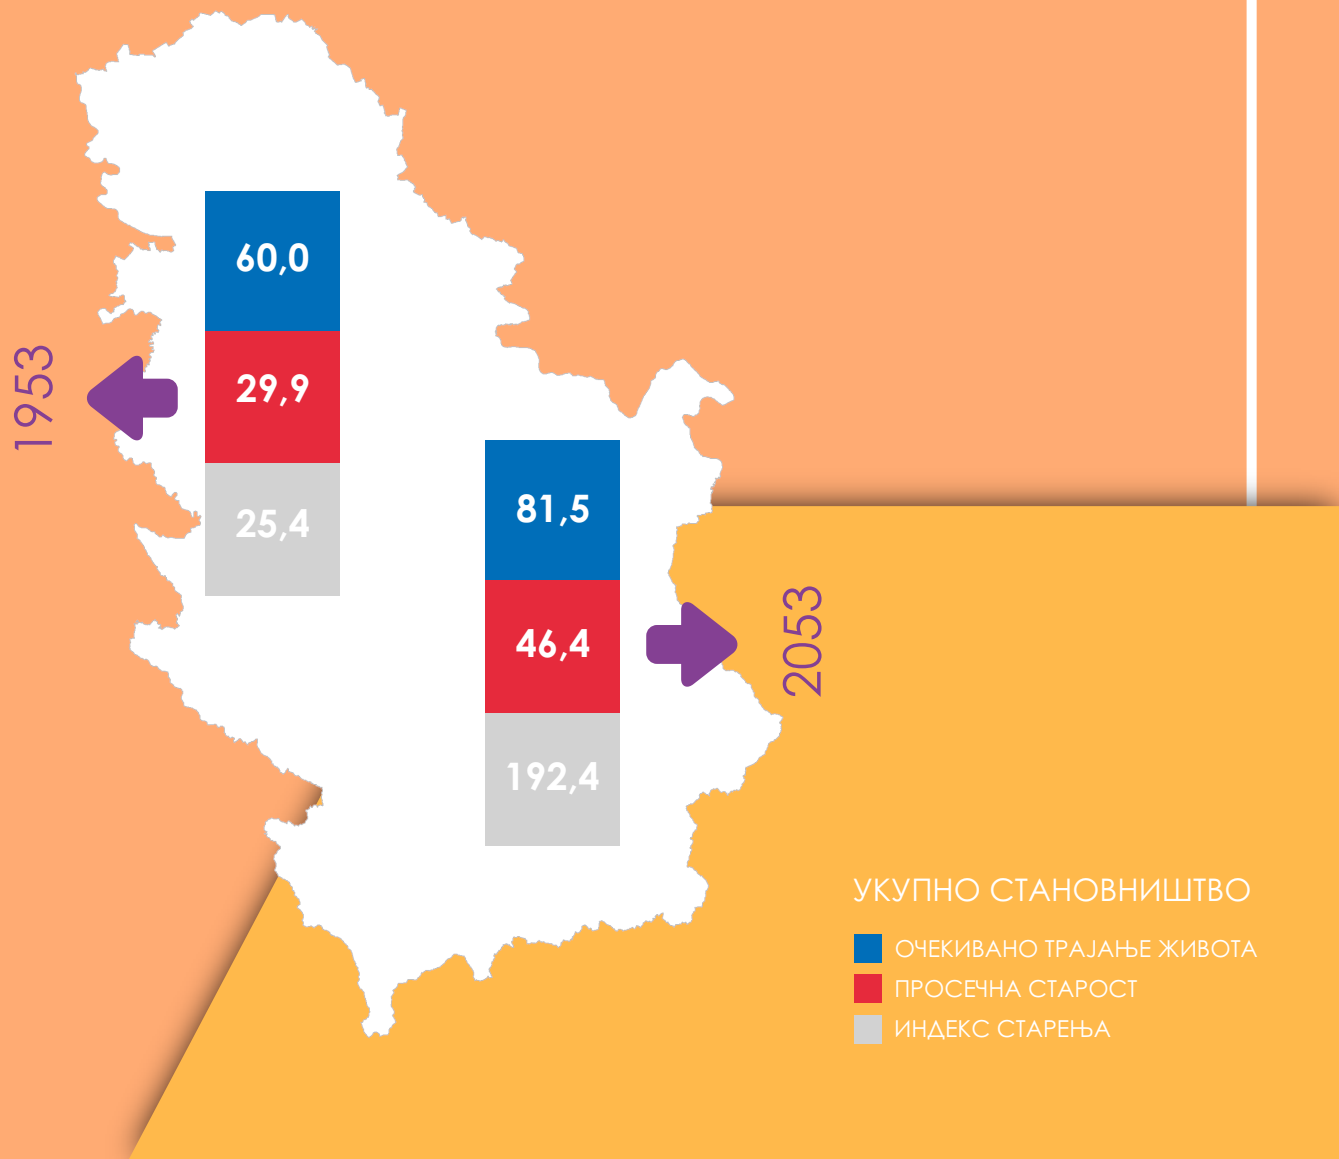 1953
60,0
29,9
25,4
81,5
46,4
192,4
2053
УКУПНО СТАНОВНИШТВО
ОЧЕКИВАНО ТРАЈАЊЕ ЖИВОТА
ПРОСЕЧНА СТАРОСТ
ИНДЕКС СТАРЕЊА